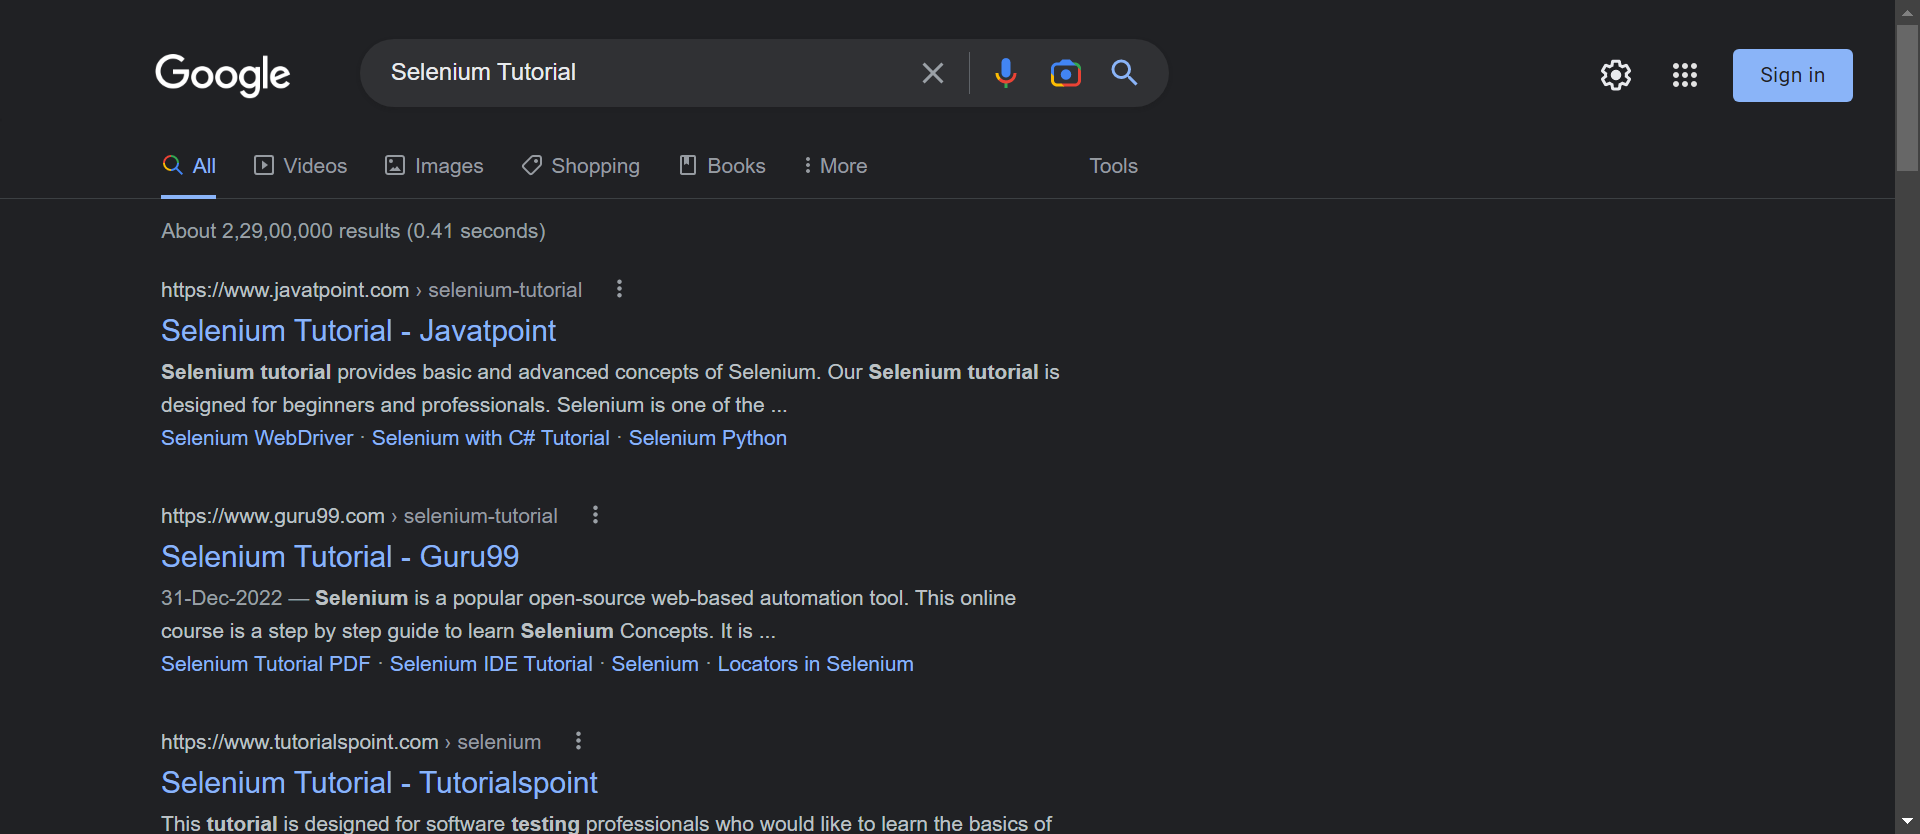 Google Selenium Tutorial Sign in
All Videos Images Shopping Books More Tools
About 2,29,00,000 results (0.41 seconds)
https://www.javatpoint.com › selenium-tutorial
Selenium Tutorial - Javatpoint
Selenium tutorial provides basic and advanced concepts of Selenium. Our Selenium tutorial is
designed for beginners and professionals. Selenium is one of the ...
Selenium WebDriver · Selenium with C# Tutorial · Selenium Python
https://www.guru99.com › selenium-tutorial
Selenium Tutorial - Guru99
31-Dec-2022 — Selenium is a popular open-source web-based automation tool. This online
course is a step by step guide to learn Selenium Concepts. It is ...
Selenium Tutorial PDF · Selenium IDE Tutorial · Selenium · Locators in Selenium
https://www.tutorialspoint.com › selenium
Selenium Tutorial - Tutorialspoint
This tutorial is designed for software testing professionals who would like to learn the basics of